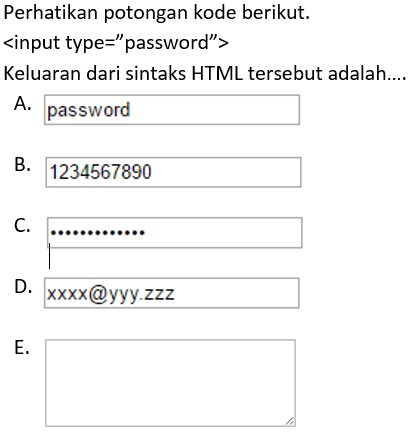 Perhatikan potongan kode berikut.
<input type=”password”>
Keluaran dari sintaks HTML tersebut adalah....
A. password
B. 1234567890
C. •••••••••••••
D. xxxx@yyy.zzz
E.